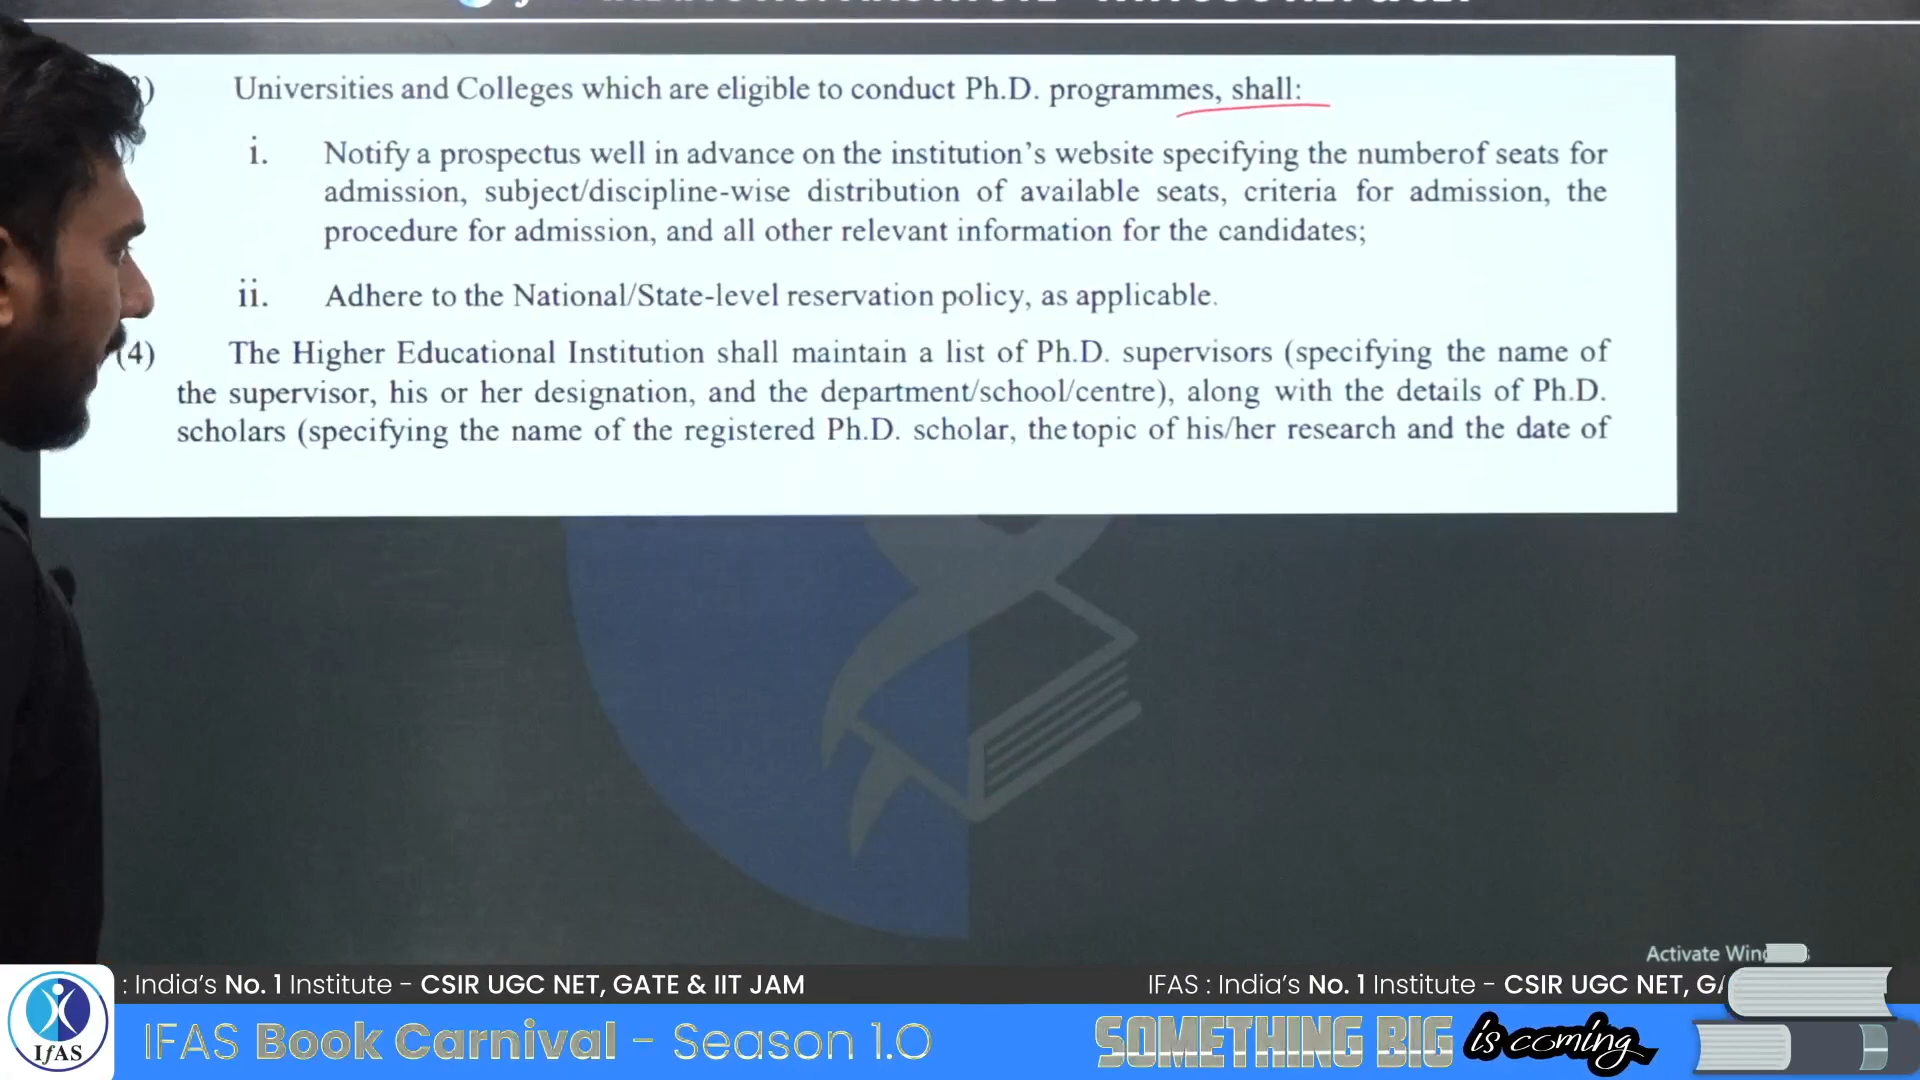 )
Universities and Colleges which are eligible to conduct Ph.D. programmes, shall:
i. Notify a prospectus well in advance on the institution's website specifying the numberof seats for
admission, subject/discipline-wise distribution of available seats, criteria for admission, the
procedure for admission, and all other relevant information for the candidates;
ii. Adhere to the National/State-level reservation policy, as applicable.
(4) The Higher Educational Institution shall maintain a list of Ph.D. supervisors (specifying the name of
the supervisor, his or her designation, and the department/school/centre), along with the details of Ph.D.
scholars (specifying the name of the registered Ph.D. scholar, thetopic of his/her research and the date of
Activate Win
: India's No. 1 Institute - CSIR UGC NET, GATE & IIT JAM
IFAS : India's No. 1 Institute - CSIR UGC NET, G
IfAS
IFAS Book Carnival - Season 1.0
SOMETHING BIG is coming